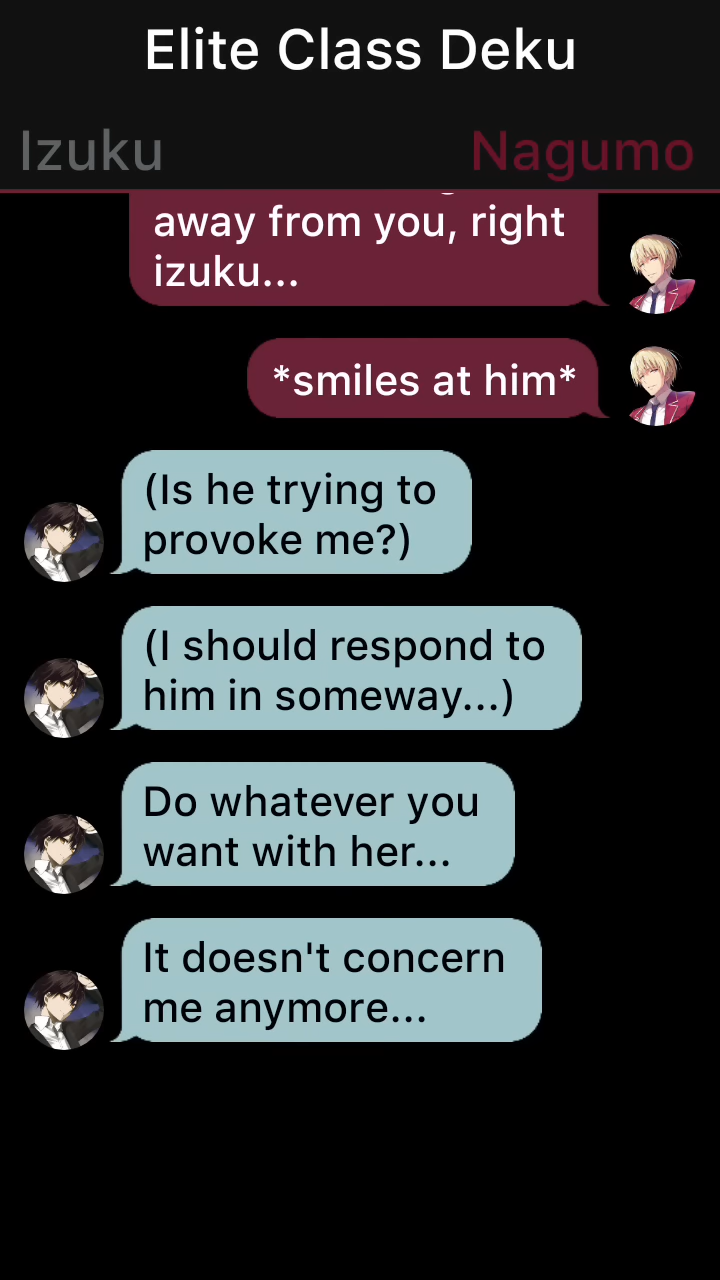 Elite Class Deku
Izuku
Nagumo
away from you, right
izuku...
*smiles at him*
(Is he trying to
provoke me?)
(I should respond to
him in someway...)
Do whatever you
want with her...
It doesn't concern
me anymore...